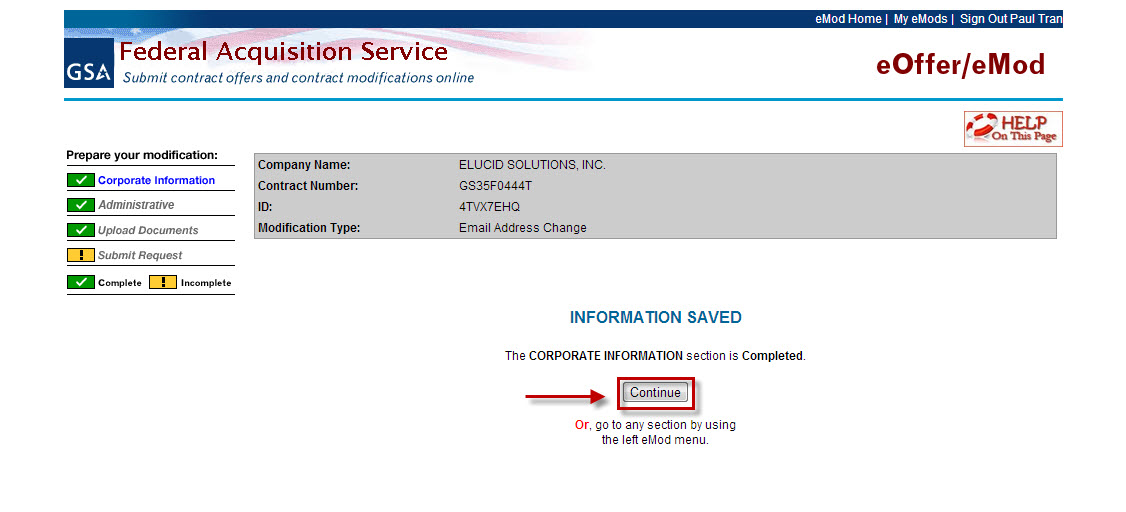 eMod Home | My eMods | Sign Out Paul Tran
GSA
Federal Acquisition Service
Submit contract offers and contract modifications online
eOffer/eMod
HELP
On This Page
Prepare your modification:
Corporate Information
Administrative
Upload Documents
Submit Request
Complete Incomplete
Company Name: ELUCID SOLUTIONS, INC.
Contract Number: GS35F0444T
ID: 4TVX7EHQ
Modification Type: Email Address Change
INFORMATION SAVED
The CORPORATE INFORMATION section is Completed.
Continue
Or, go to any section by using
the left eMod menu.